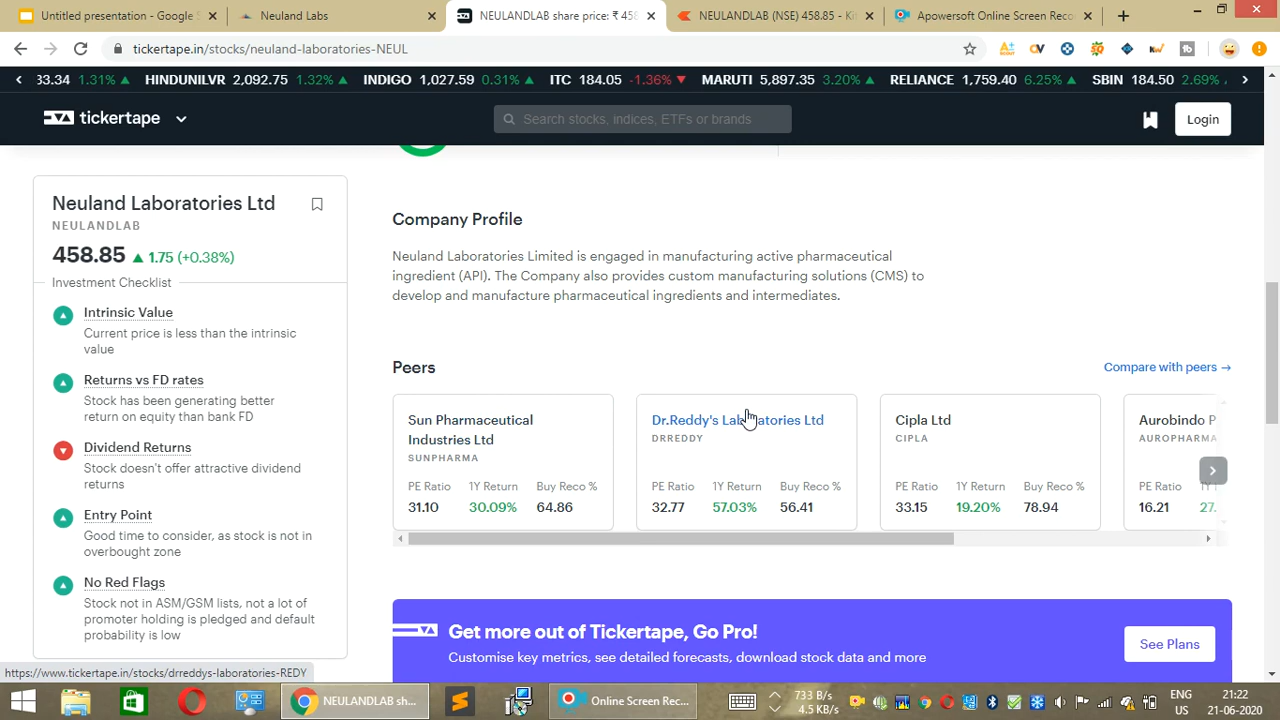 Untitled presentation - Google
Neuland Labs
NEULANDLAB share price: ₹ 458
NEULANDLAB (NSE) 458.85 - Ki
Apowersoft Online Screen Rec
tickertape.in/stocks/neuland-laboratories-NEUL
33.34 1.31% HINDUNILVR 2,092.75 1.32% INDIGO 1,027.59 0.31% ITC 184.05 -1.36% MARUTI 5,897.35 3.20% RELIANCE 1,759.40 6.25% SBIN 184.50 2.69%
tickertape
Search stocks, indices, ETFs or brands
Login
Neuland Laboratories Ltd
NEULANDLAB
458.85 1.75 (+0.38%)
Investment Checklist
Intrinsic Value
Current price is less than the intrinsic
value
Returns vs FD rates
Stock has been generating better
return on equity than bank FD
Dividend Returns
Stock doesn't offer attractive dividend
returns
Entry Point
Good time to consider, as stock is not in
overbought zone
No Red Flags
Stock not in ASM/GSM lists, not a lot of
promoter holding is pledged and default
probability is low
Company Profile
Neuland Laboratories Limited is engaged in manufacturing active pharmaceutical
ingredient (API). The Company also provides custom manufacturing solutions (CMS) to
develop and manufacture pharmaceutical ingredients and intermediates.
Peers
Compare with peers →
Sun Pharmaceutical
Industries Ltd
SUNPHARMA
PE Ratio 1Y Return Buy Reco %
31.10 30.09% 64.86
Dr.Reddy's Laboratories Ltd
DRREDDY
PE Ratio 1Y Return Buy Reco %
32.77 57.03% 56.41
Cipla Ltd
CIPLA
PE Ratio 1Y Return Buy Reco %
33.15 19.20% 78.94
Aurobindo P
AUROPHARMA
PE Ratio 1Y
16.21 27.
Get more out of Tickertape, Go Pro!
Customise key metrics, see detailed forecasts, download stock data and more
See Plans
https://www.tickertape.in/stocks/drreddys-laboratories-REDY
NEULANDLAB sh...
Online Screen Rec...
733 B/s
4.5 KB/s
ENG
US
21:22
21-06-2020